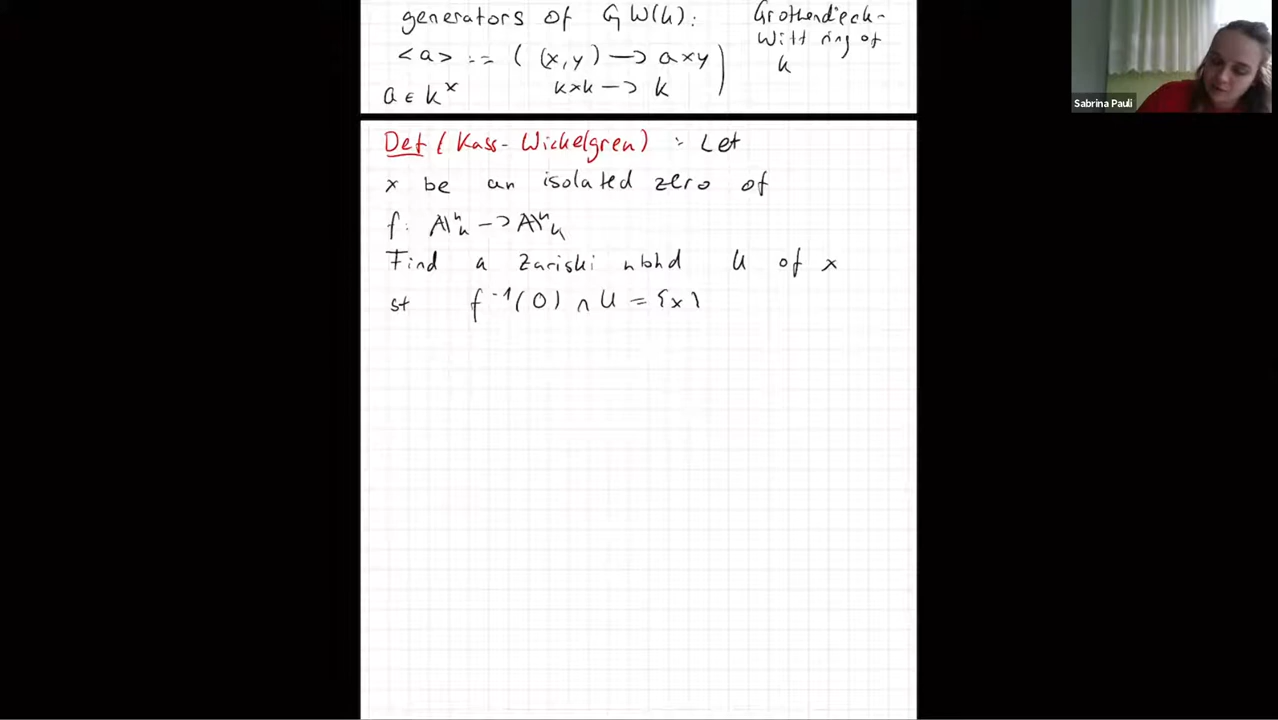 generators of GW(k):
Grothendieck-
Witt ring of
k
<a> := ( (x,y) → axy )
a ∈ k^x
k×k → k
Def (Kass-Wickelgren) : Let
x be an isolated zero of
f: A^n_k → A^n_k
Find a Zariski nbhd U of x
st f^-1(0) ∩ U = {x}
Sabrina Pauli